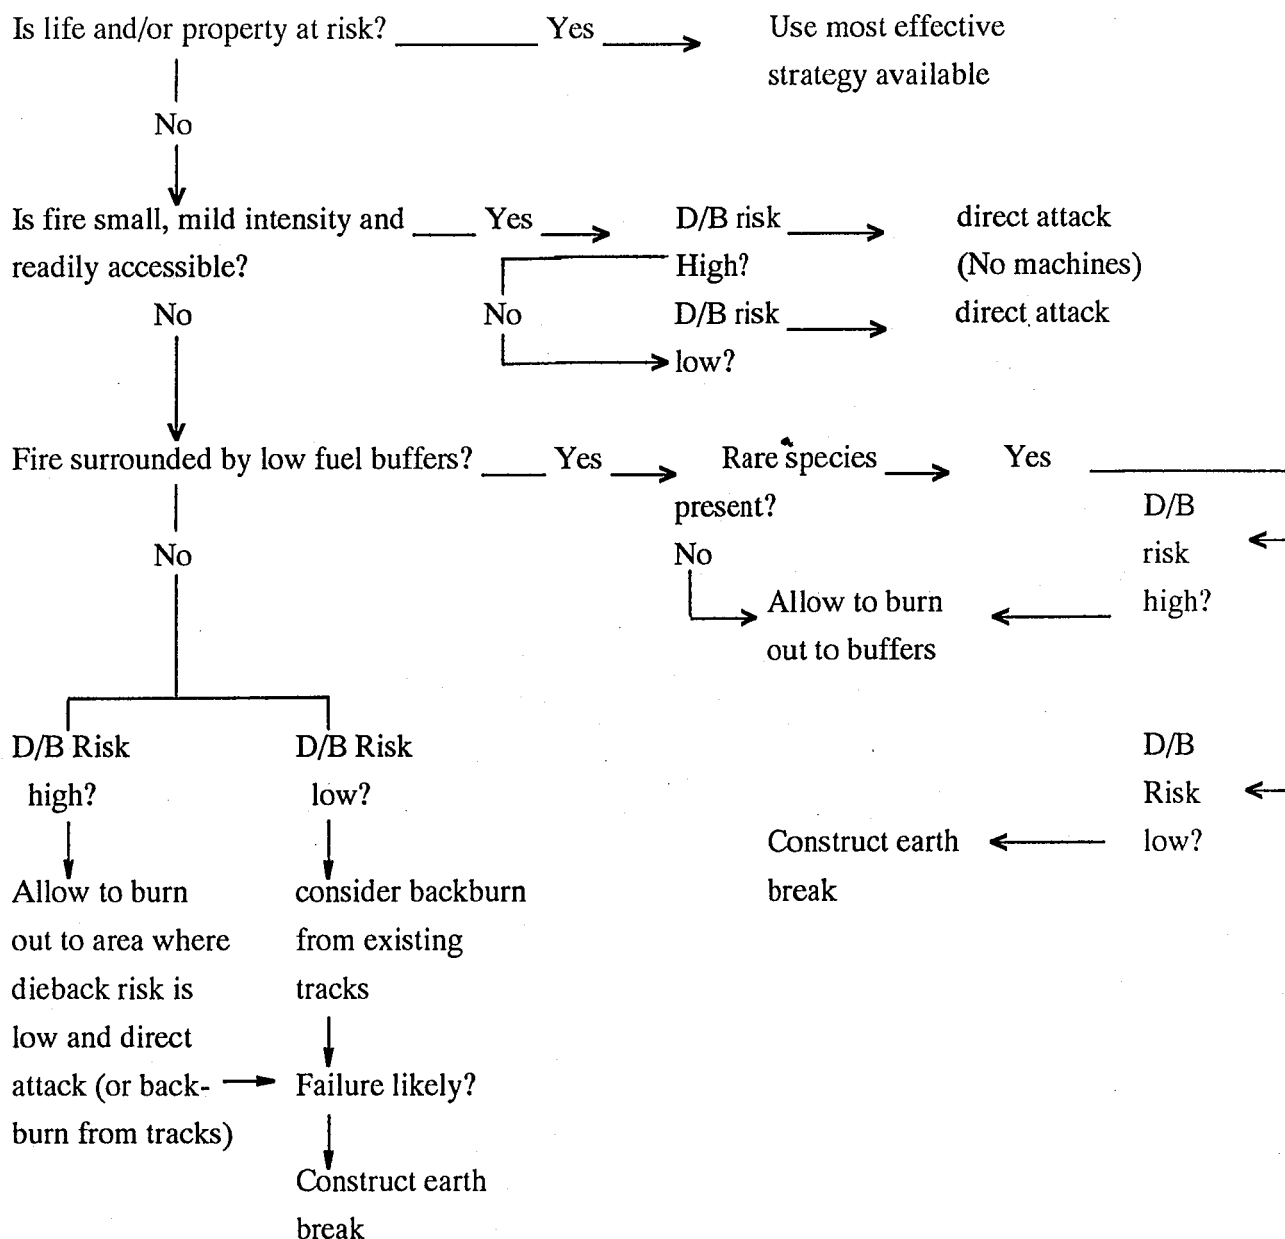 Is life and/or property at risk? Yes Use most effective
strategy available
No
Is fire small, mild intensity and Yes D/B risk direct attack
readily accessible? High? (No machines)
No No D/B risk direct attack
low?
Fire surrounded by low fuel buffers? Yes Rare species Yes
present? D/B
No No risk
Allow to burn high?
out to buffers
D/B Risk D/B Risk D/B
high? low? Risk
Construct earth low?
break
Allow to burn consider backburn
out to area where from existing
dieback risk is tracks
low and direct
attack (or back- Failure likely?
burn from tracks)
Construct earth
break